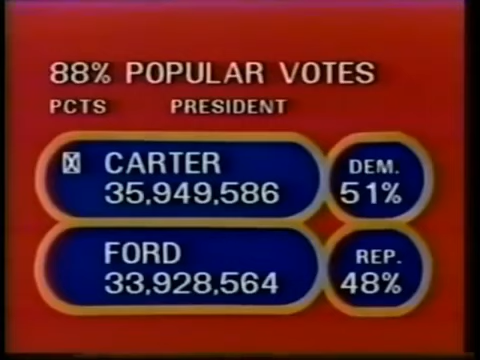 88% POPULAR VOTES
PCTS PRESIDENT
☒ CARTER DEM.
35,949,586 51%
FORD REP.
33,928,564 48%